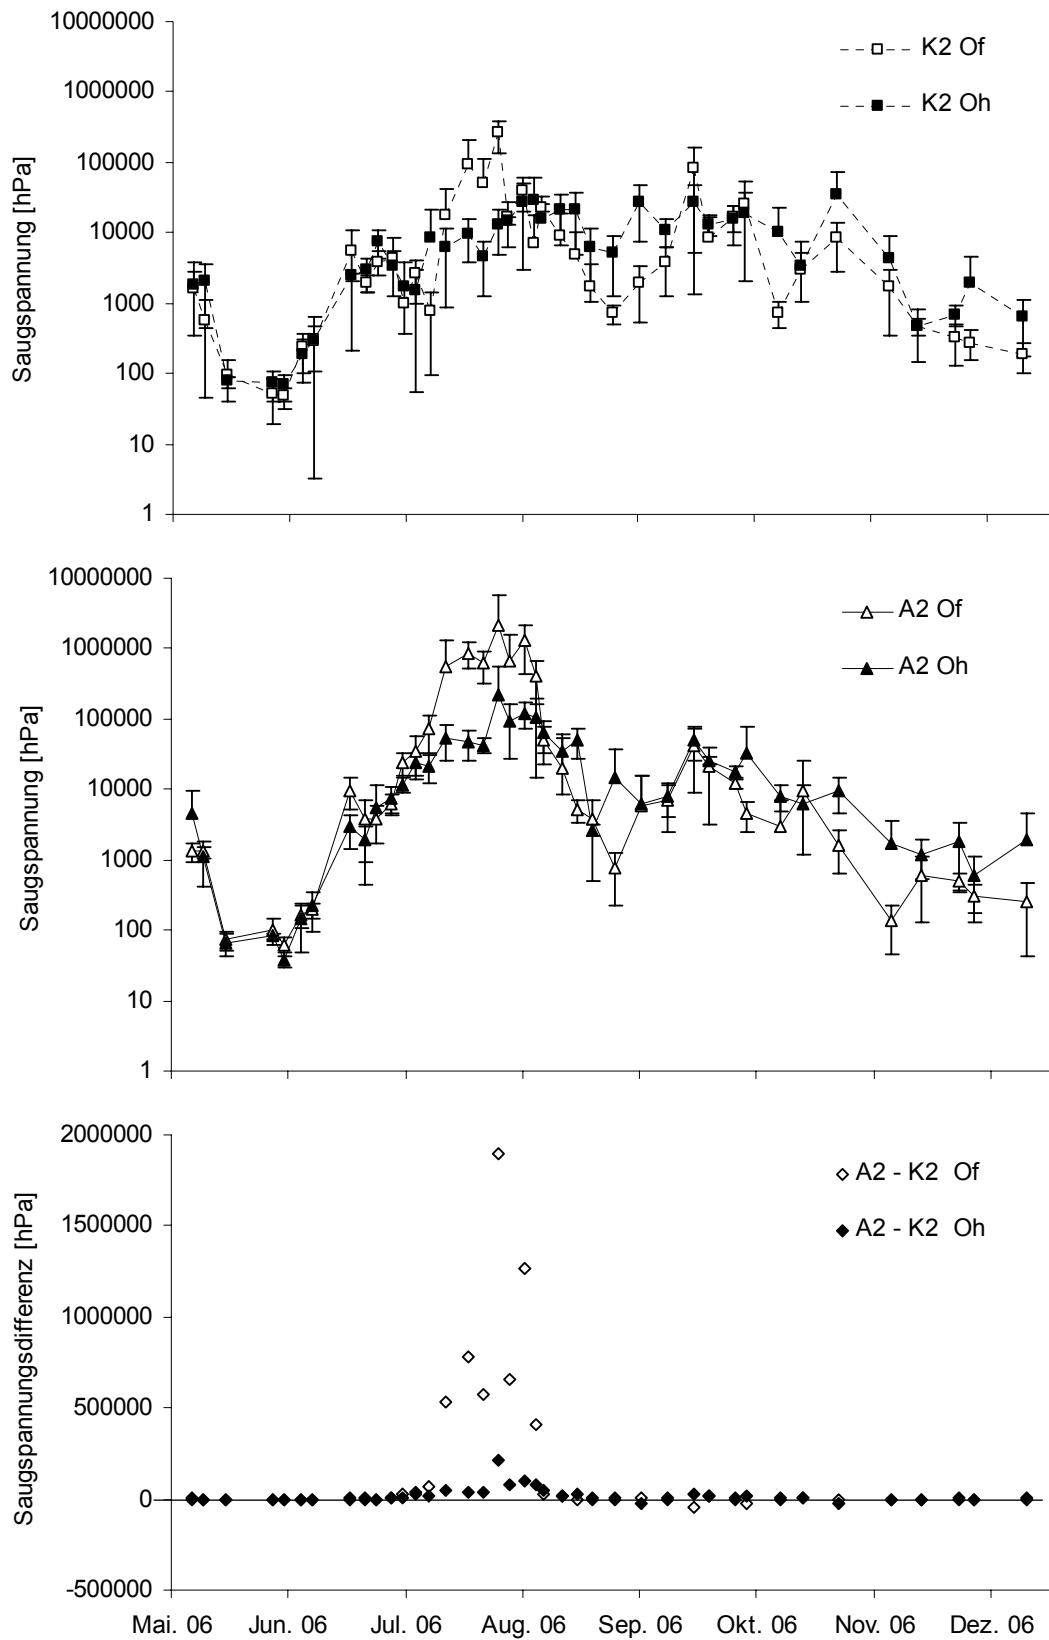 10000000
1000000
100000
10000
1000
100
10
1
Saugspannung [hPa]
K2 Of
K2 Oh
10000000
1000000
100000
10000
1000
100
10
1
Saugspannung [hPa]
A2 Of
A2 Oh
2000000
1500000
1000000
500000
0
-500000
Saugspannungsdifferenz [hPa]
A2 - K2 Of
A2 - K2 Oh
Mai. 06 Jun. 06 Jul. 06 Aug. 06 Sep. 06 Okt. 06 Nov. 06 Dez. 06